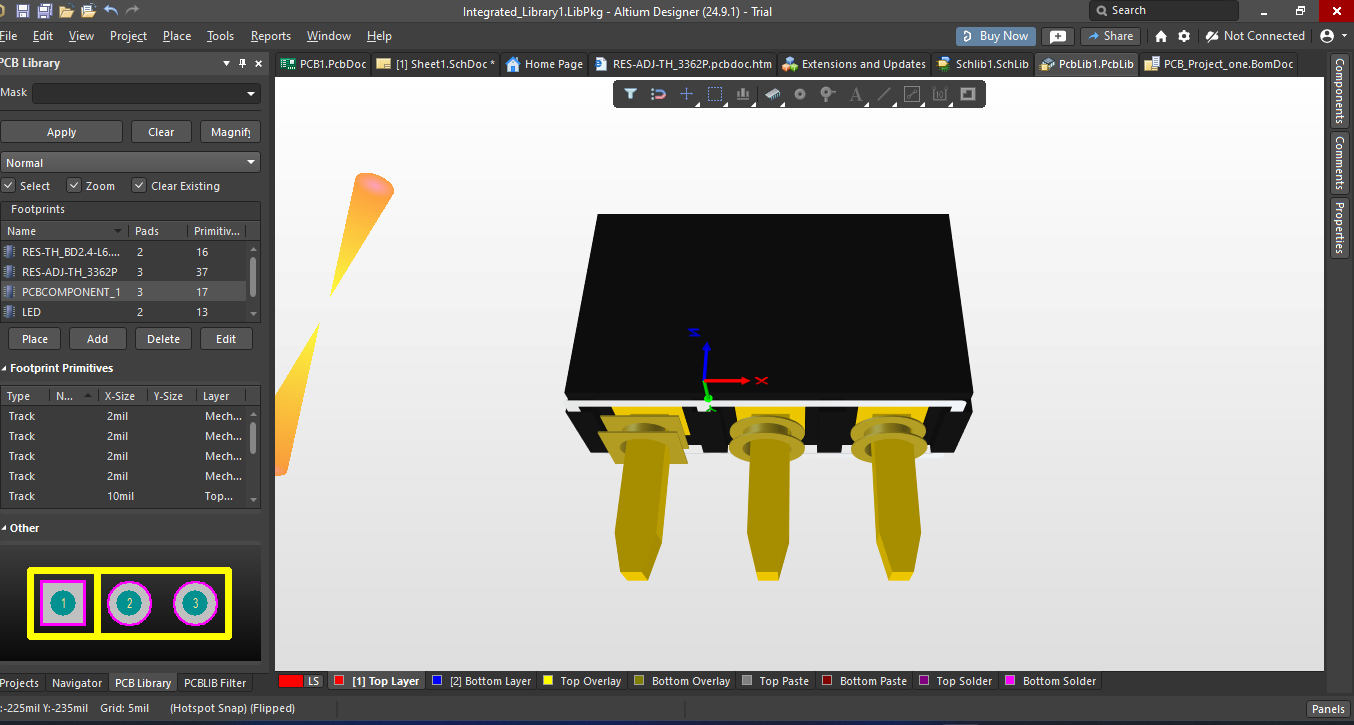 Integrated_Library1.LibPkg - Altium Designer (24.9.1) - Trial
Search
File Edit View Project Place Tools Reports Window Help
Buy Now Share Not Connected
PCB Library
PCB1.PcbDoc [1] Sheet1.SchDoc * Home Page RES-ADJ-TH_3362P.pcbdoc.htm Extensions and Updates Schlib1.SchLib PcbLib1.PcbLib PCB_Project_one.BomDoc
Mask
Apply Clear Magnify
Normal
Select Zoom Clear Existing
Footprints
Name Pads Primitiv...
RES-TH_BD2.4-L6.... 2 16
RES-ADJ-TH_3362P 3 37
PCBCOMPONENT_1 3 17
LED 2 13
Place Add Delete Edit
Footprint Primitives
Type N... X-Size Y-Size Layer
Track 2mil Mech...
Track 2mil Mech...
Track 2mil Mech...
Track 2mil Mech...
Track 10mil Top...
Other
1 2 3
Z
X
Y
Components
Comments
Properties
Projects Navigator PCB Library PCBLIB Filter
LS [1] Top Layer [2] Bottom Layer Top Overlay Bottom Overlay Top Paste Bottom Paste Top Solder Bottom Solder
:-225mil Y:-235mil Grid: 5mil (Hotspot Snap) (Flipped)
Panels